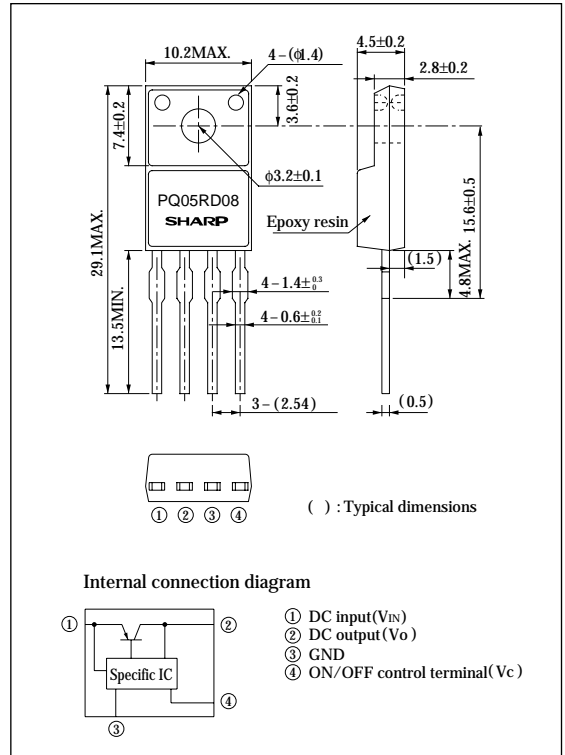 4.5±0.2
10.2MAX.
4–(ϕ1.4)
2.8±0.2
3.6±0.2
7.4±0.2
29.1MAX.
ϕ3.2±0.1
PQ05RD08
SHARP
Epoxy resin
15.6±0.5
(1.5)
4.8MAX.
13.5MIN.
4–1.4± 0.3 0
4–0.6± 0.2 0.1
3–(2.54)
(0.5)
① ② ③ ④
( ) : Typical dimensions
Internal connection diagram
① ②
Specific IC
④
③
① DC input(VIN)
② DC output(Vo)
③ GND
④ ON/OFF control terminal(Vc)